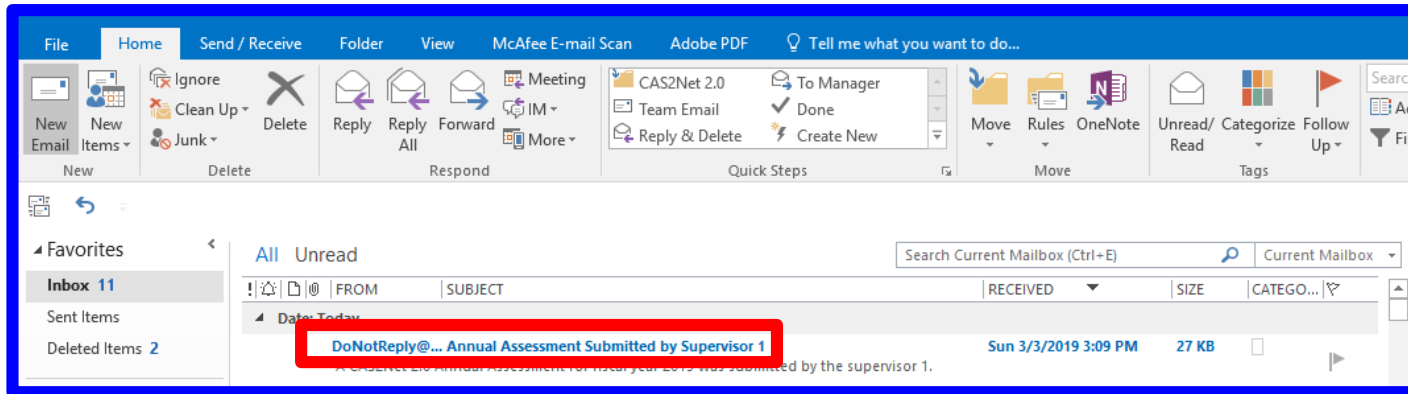 File Home Send / Receive Folder View McAfee E-mail Scan Adobe PDF Tell me what you want to do...
New Email
New Items
Ignore
Clean Up
Junk
Delete
Reply
Reply All
Forward
Meeting
IM
More
CAS2Net 2.0
Team Email
Reply & Delete
To Manager
Done
Create New
Move
Rules
OneNote
Unread/ Read
Categorize
Follow Up
New Delete Respond Quick Steps Move Tags
Favorites
Inbox 11
Sent Items
Deleted Items 2
All Unread
Search Current Mailbox (Ctrl+E) Current Mailbox
! FROM SUBJECT RECEIVED SIZE CATEGO...
Date: Today
DoNotReply@... Annual Assessment Submitted by Supervisor 1 Sun 3/3/2019 3:09 PM 27 KB
A CAS2Net 2.0 Annual Assessment for fiscal year 2019 was submitted by the supervisor 1.